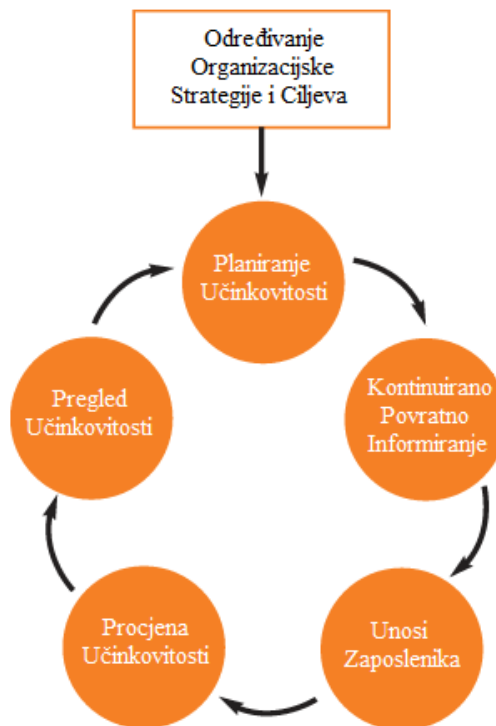 Određivanje
Organizacijske
Strategije i Ciljeva
Planiranje
Učinkovitosti
Kontinuirano
Povratno
Informiranje
Unosi
Zaposlenika
Procjena
Učinkovitosti
Pregled
Učinkovitosti